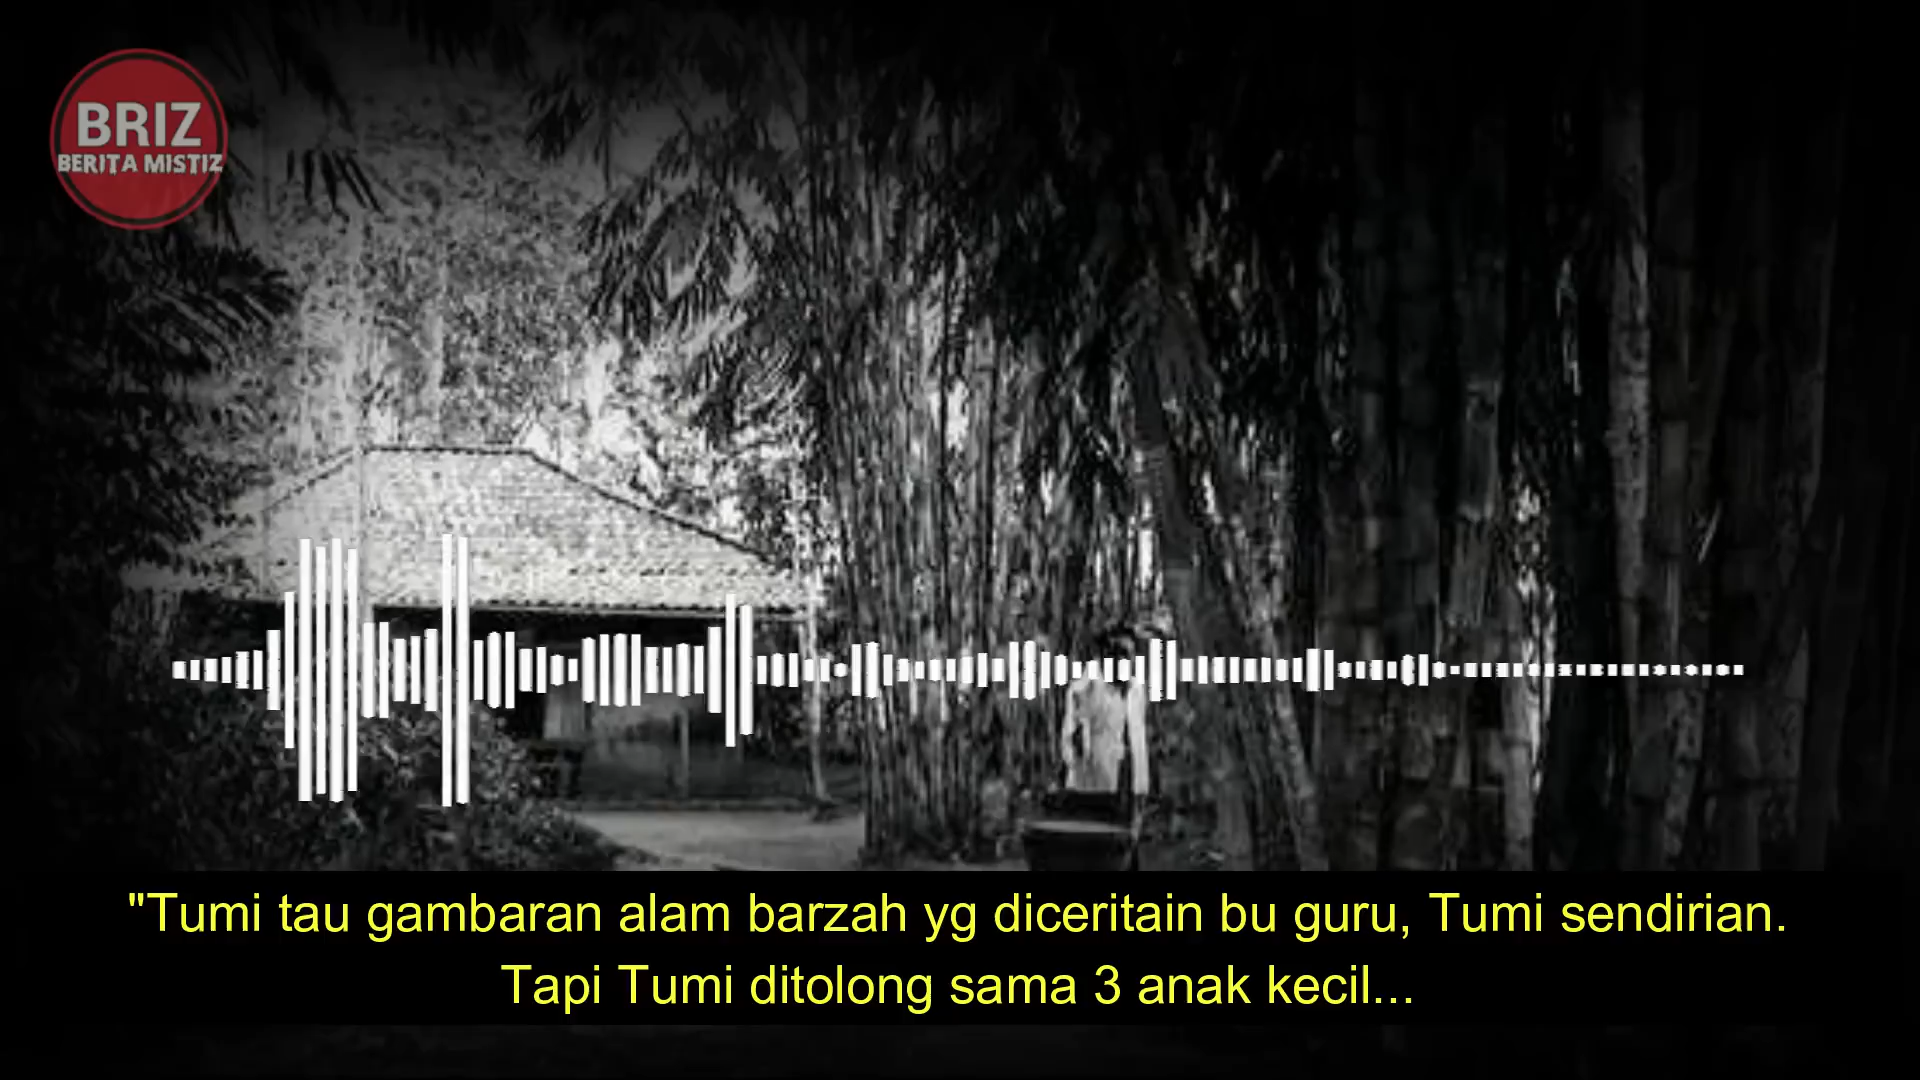 BRIZ
BERITA MISTIZ
"Tumi tau gambaran alam barzah yg diceritain bu guru, Tumi sendirian.
Tapi Tumi ditolong sama 3 anak kecil...